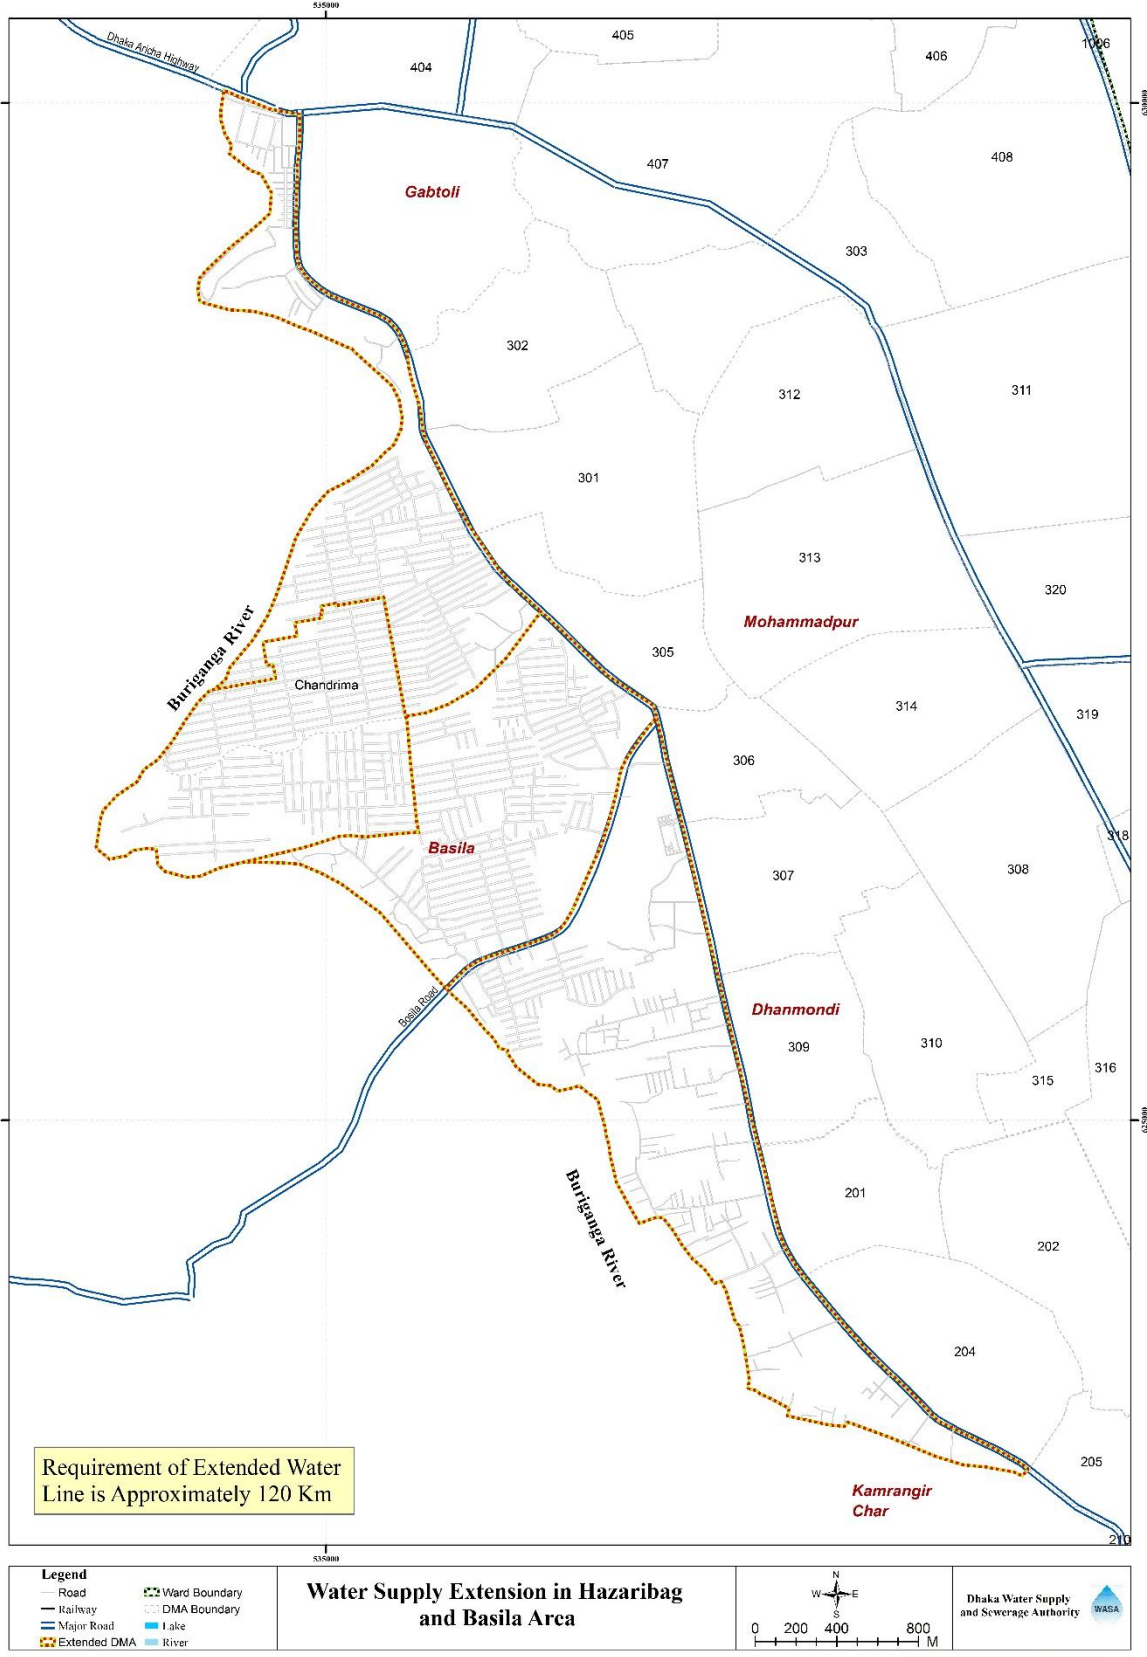 535000
405
1006
404
406
Dhaka Aricha Highway
630000
407
408
Gabtoli
303
302
312
311
301
313
320
Mohammadpur
305
Buriganga River
Chandrima
314
319
306
318
Basila
307
308
Bosila Road
Dhanmondi
309
310
315
316
625000
Buriganga River
201
202
204
205
Requirement of Extended Water
Line is Approximately 120 Km
Kamrangir
Char
210
535000
Legend
Road
Railway
Major Road
Extended DMA
Ward Boundary
DMA Boundary
Lake
River
Water Supply Extension in Hazaribag
and Basila Area
N
W E
S
0 200 400 800
M
Dhaka Water Supply
and Sewerage Authority
WASA